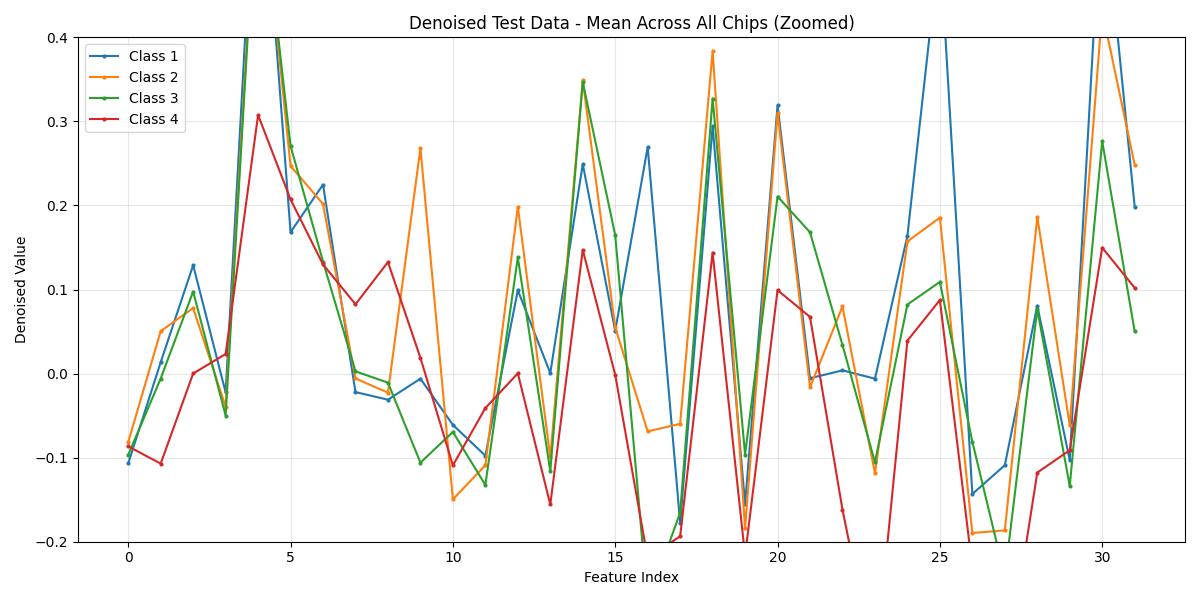 Denoised Test Data - Mean Across All Chips (Zoomed)
Class 1
Class 2
Class 3
Class 4
Denoised Value
0.4
0.3
0.2
0.1
0.0
−0.1
−0.2
0 5 10 15 20 25 30
Feature Index